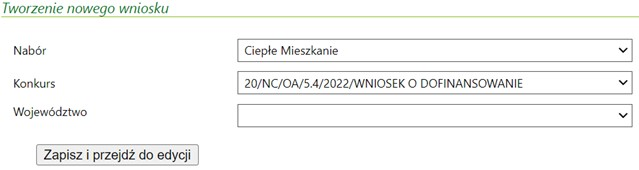 Tworzenie nowego wniosku
Nabór Ciepłe Mieszkanie
Konkurs 20/NC/OA/5.4/2022/WNIOSEK O DOFINANSOWANIE
Województwo
Zapisz i przejdź do edycji